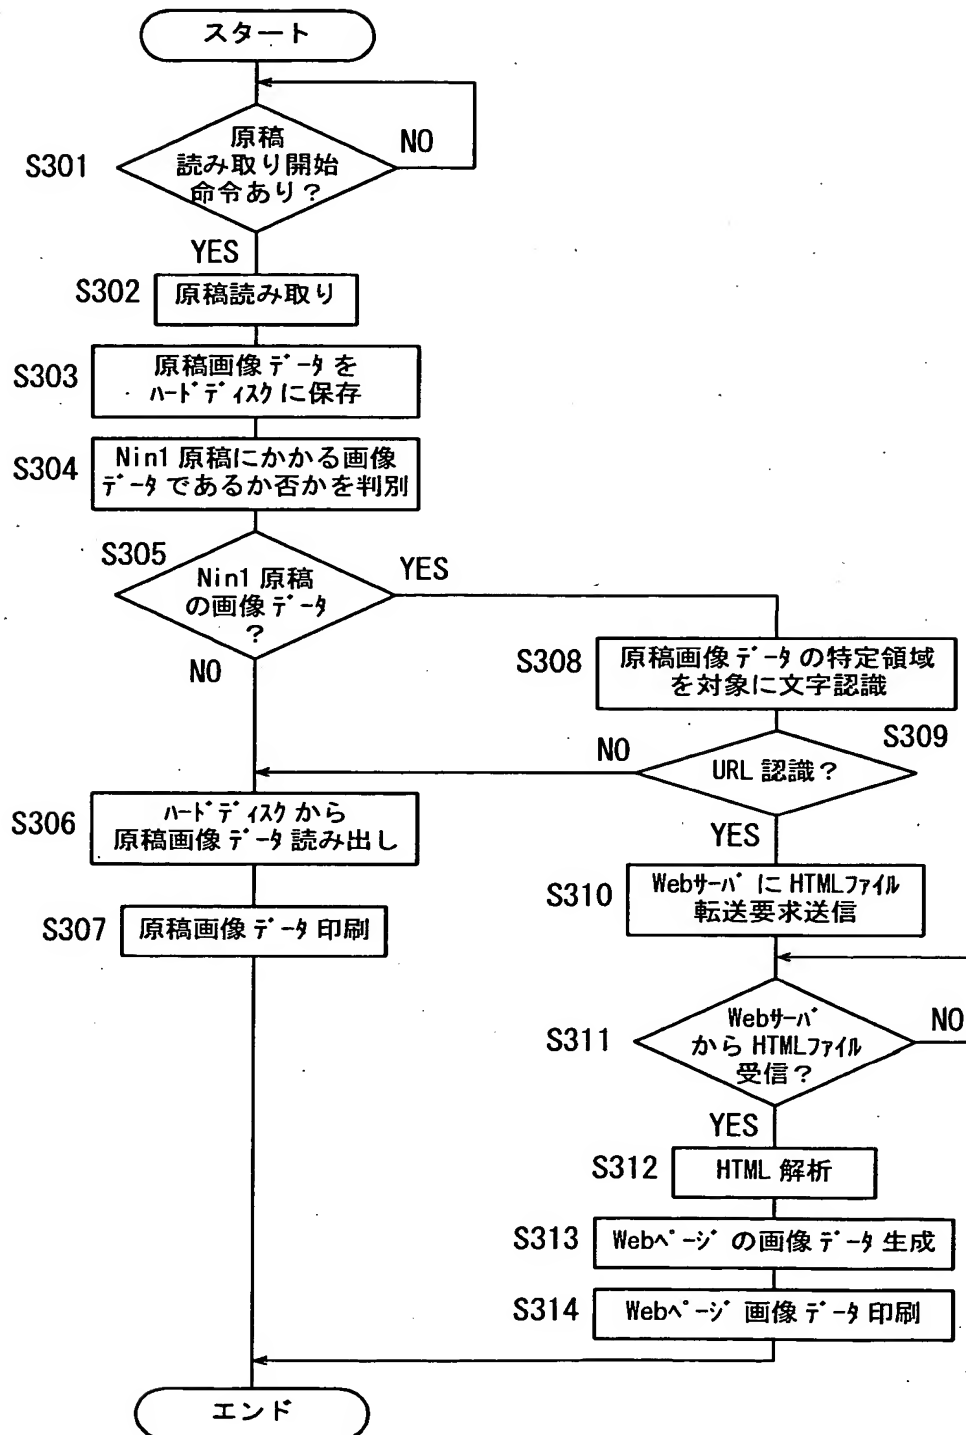 スタート
S301
原稿
読み取り開始
命令あり？
NO
YES
S302
原稿読み取り
S303
原稿画像ﾃﾞｰﾀを
ﾊｰﾄﾞﾃﾞｨｽｸに保存
S304
Nin1原稿にかかる画像
ﾃﾞｰﾀであるか否かを判別
S305
Nin1原稿
の画像ﾃﾞｰﾀ
？
YES
NO
S308
原稿画像ﾃﾞｰﾀの特定領域
を対象に文字認識
S309
URL認識？
NO
YES
S306
ﾊｰﾄﾞﾃﾞｨｽｸから
原稿画像ﾃﾞｰﾀ読み出し
S307
原稿画像ﾃﾞｰﾀ印刷
S310
Webｻｰﾊﾞに HTMLﾌｧｲﾙ
転送要求送信
S311
Webｻｰﾊﾞ
から HTMLﾌｧｲﾙ
受信？
NO
YES
S312
HTML 解析
S313
Webﾍﾟｰｼﾞの画像ﾃﾞｰﾀ生成
S314
Webﾍﾟｰｼﾞ画像ﾃﾞｰﾀ印刷
エンド